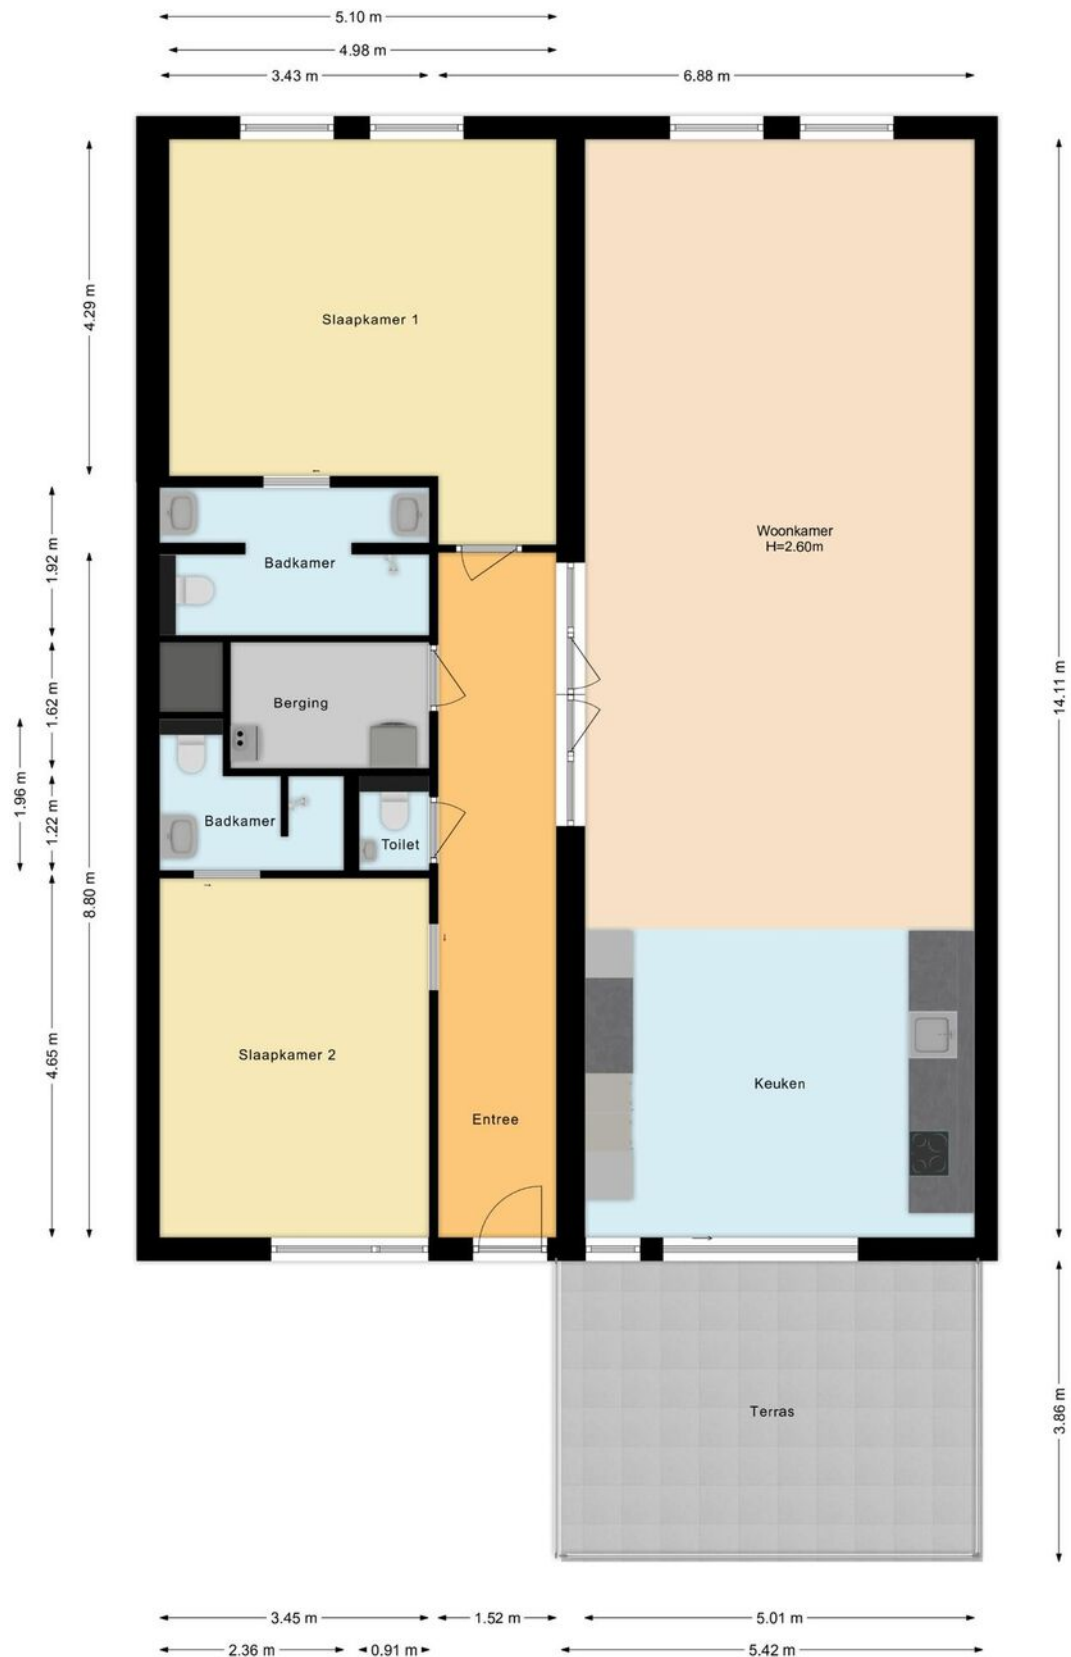 5.10 m
4.98 m
3.43 m
6.88 m
4.29 m
Slaapkamer 1
1.92 m
Badkamer
Woonkamer
H=2.60m
1.62 m
Berging
14.11 m
1.96 m
1.22 m
Badkamer
Toilet
8.80 m
4.65 m
Slaapkamer 2
Entree
Keuken
Terras
3.86 m
3.45 m
1.52 m
5.01 m
2.36 m
0.91 m
5.42 m